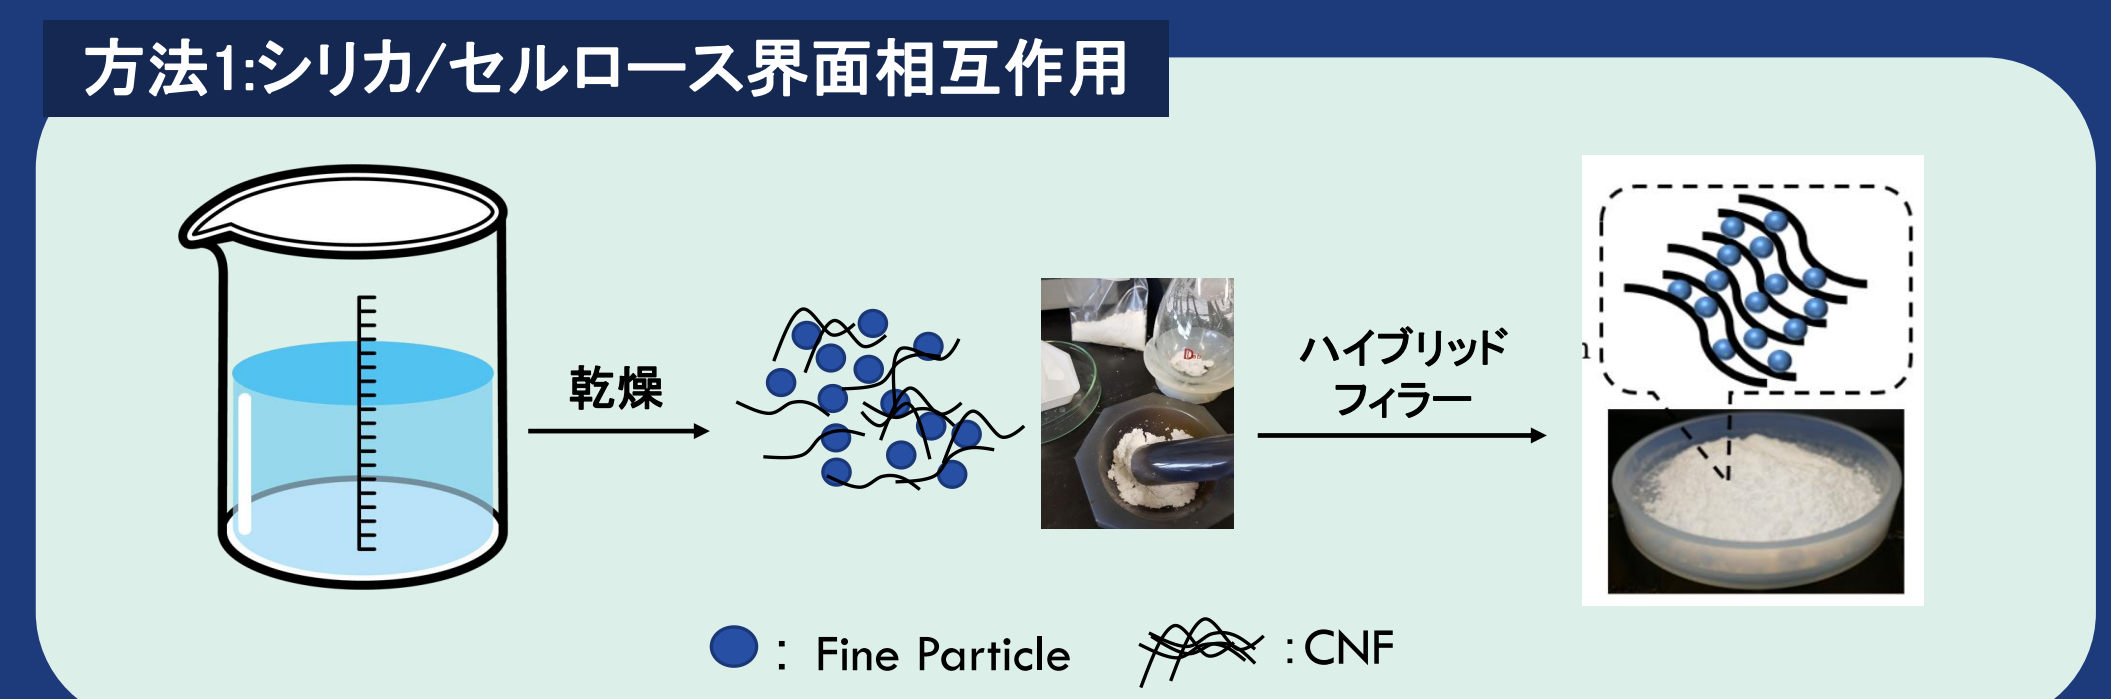 方法1:シリカ/セルロース界面相互作用
乾燥
ハイブリッド
フィラー
: Fine Particle
:CNF